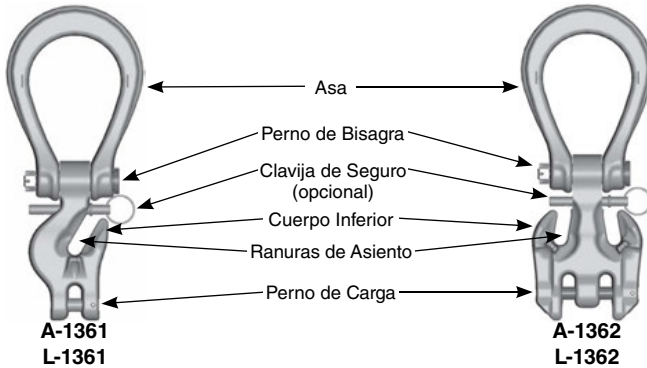 Asa
Perno de Bisagra
Clavija de Seguro
(opcional)
Cuerpo Inferior
Ranuras de Asiento
Perno de Carga
A-1361
L-1361
A-1362
L-1362